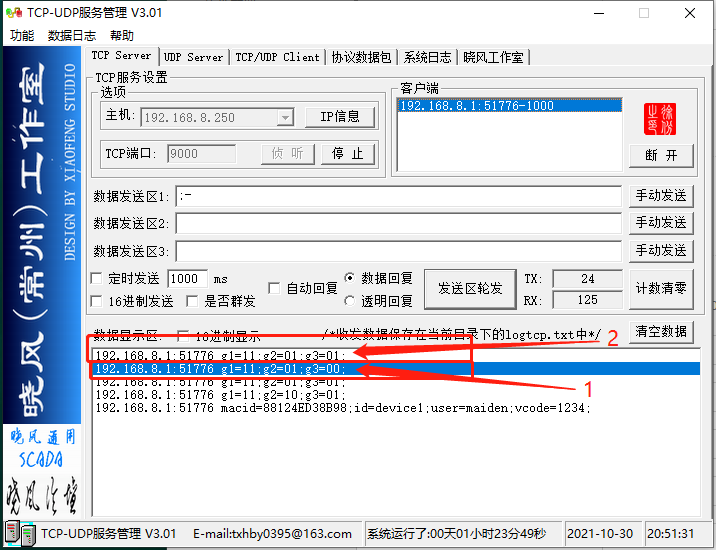 TCP-UDP服务管理 V3.01
功能 数据日志 帮助
晓风(常州)工作室
DESIGN BY XIAOFENG STUDIO
晓风通用
SCADA
晓风论坛
TCP Server UDP Server TCP/UDP Client 协议数据包 系统日志 晓风工作室
TCP服务设置
选项
主机: 192.168.8.250 IP信息
TCP端口: 9000 侦 听 停 止
客户端
192.168.8.1:51776-1000
断 开
数据发送区1: ;- 手动发送
数据发送区2: 手动发送
数据发送区3: 手动发送
定时发送 1000 ms 自动回复 数据回复 发送区轮发 TX: 24 计数清零
16进制发送 是否群发 透明回复 RX: 125
数据显示区: 16进制显示 /*收发数据保存在当前目录下的logtcp.txt中*/ 清空数据
192.168.8.1:51776 g1=11;g2=01;g3=01;
192.168.8.1:51776 g1=11;g2=01;g3=00;
192.168.8.1:51776 g1=11;g2=01;g3=01;
192.168.8.1:51776 g1=11;g2=10;g3=01;
192.168.8.1:51776 macid=88124ED38B98;id=device1;user=maiden;vcode=1234;
2
1
TCP-UDP服务管理 V3.01 E-mail:txhby0395@163.com 系统运行了:00天01小时23分49秒 2021-10-30 20:51:31